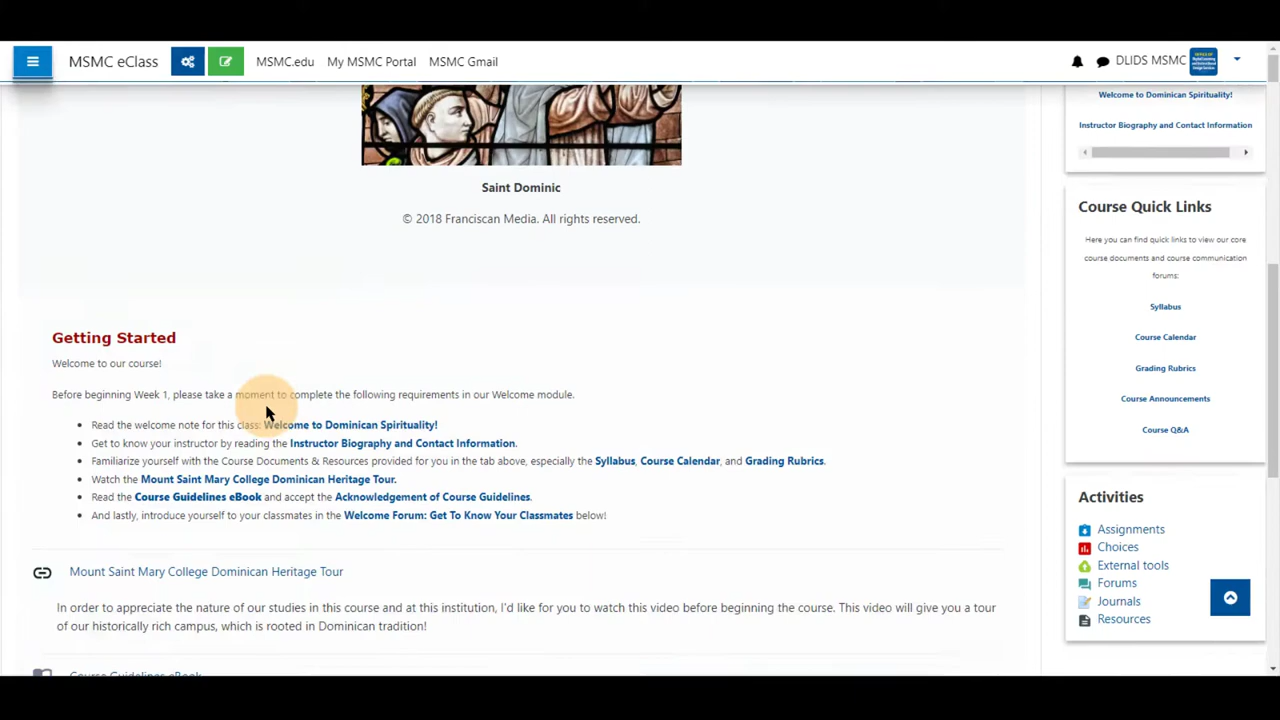 MSMC eClass MSMC.edu My MSMC Portal MSMC Gmail DLIDS MSMC
Saint Dominic
© 2018 Franciscan Media. All rights reserved.
Getting Started
Welcome to our course!
Before beginning Week 1, please take a moment to complete the following requirements in our Welcome module.
• Read the welcome note for this class: Welcome to Dominican Spirituality!
• Get to know your instructor by reading the Instructor Biography and Contact Information.
• Familiarize yourself with the Course Documents & Resources provided for you in the tab above, especially the Syllabus, Course Calendar, and Grading Rubrics.
• Watch the Mount Saint Mary College Dominican Heritage Tour.
• Read the Course Guidelines eBook and accept the Acknowledgement of Course Guidelines.
• And lastly, introduce yourself to your classmates in the Welcome Forum: Get To Know Your Classmates below!
Mount Saint Mary College Dominican Heritage Tour
In order to appreciate the nature of our studies in this course and at this institution, I'd like for you to watch this video before beginning the course. This video will give you a tour
of our historically rich campus, which is rooted in Dominican tradition!
Course Guidelines eBook
Welcome to Dominican Spirituality!
Instructor Biography and Contact Information
Course Quick Links
Here you can find quick links to view our core
course documents and course communication
forums:
Syllabus
Course Calendar
Grading Rubrics
Course Announcements
Course Q&A
Activities
Assignments
Choices
External tools
Forums
Journals
Resources